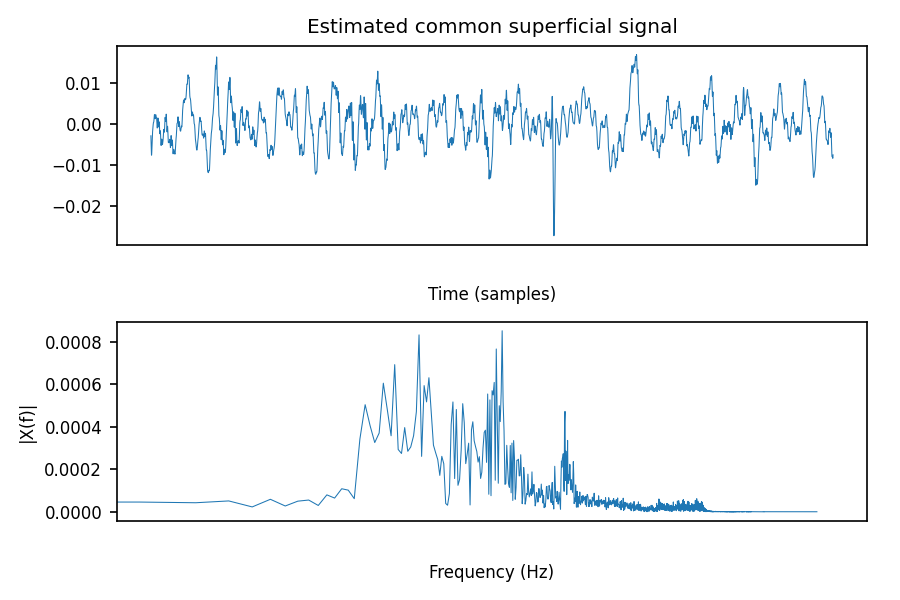 Estimated common superficial signal
0.01
0.00
−0.01
−0.02
Time (samples)
0.0008
0.0006
0.0004
0.0002
0.0000
|X(f)|
Frequency (Hz)